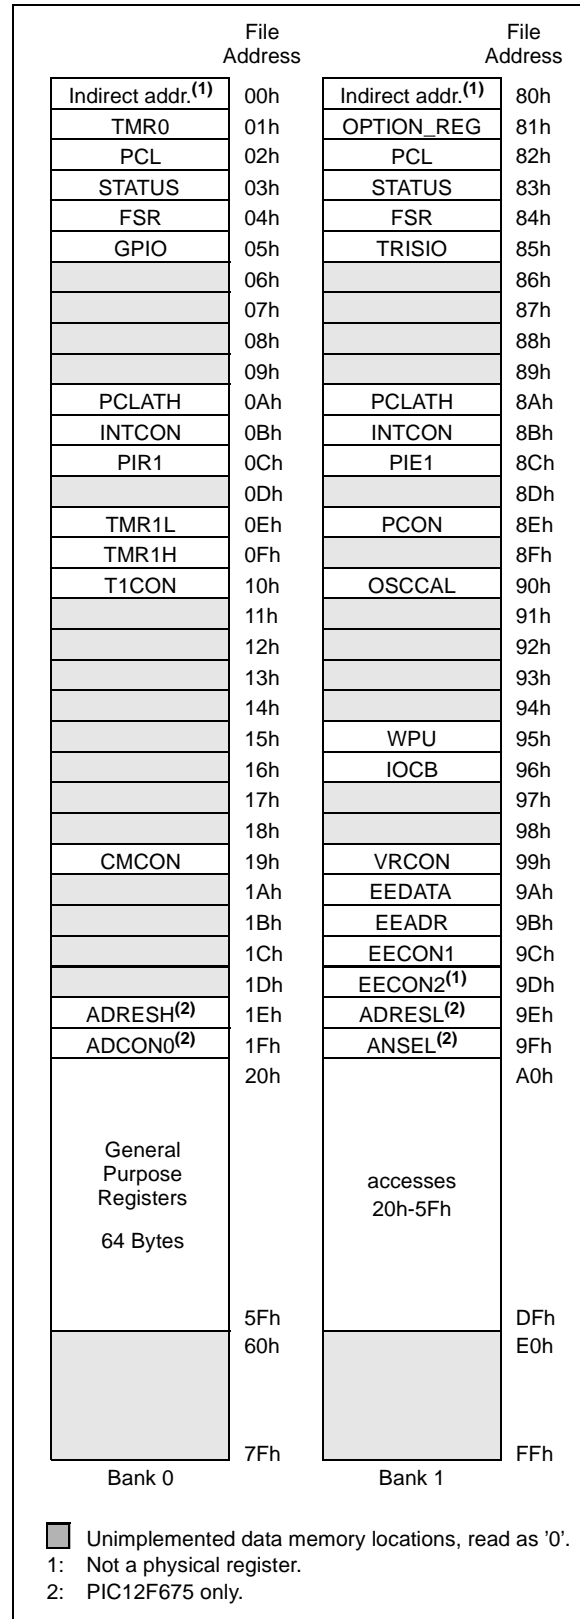 File Address File Address
Indirect addr.(1) 00h Indirect addr.(1) 80h
TMR0 01h OPTION_REG 81h
PCL 02h PCL 82h
STATUS 03h STATUS 83h
FSR 04h FSR 84h
GPIO 05h TRISIO 85h
06h 86h
07h 87h
08h 88h
09h 89h
PCLATH 0Ah PCLATH 8Ah
INTCON 0Bh INTCON 8Bh
PIR1 0Ch PIE1 8Ch
0Dh 8Dh
TMR1L 0Eh PCON 8Eh
TMR1H 0Fh 8Fh
T1CON 10h OSCCAL 90h
11h 91h
12h 92h
13h 93h
14h 94h
15h WPU 95h
16h IOCB 96h
17h 97h
18h 98h
CMCON 19h VRCON 99h
1Ah EEDATA 9Ah
1Bh EEADR 9Bh
1Ch EECON1 9Ch
1Dh EECON2(1) 9Dh
ADRESH(2) 1Eh ADRESL(2) 9Eh
ADCON0(2) 1Fh ANSEL(2) 9Fh
20h A0h
General
Purpose
Registers
64 Bytes
accesses
20h-5Fh
5Fh DFh
60h E0h
7Fh FFh
Bank 0 Bank 1
Unimplemented data memory locations, read as '0'.
1: Not a physical register.
2: PIC12F675 only.